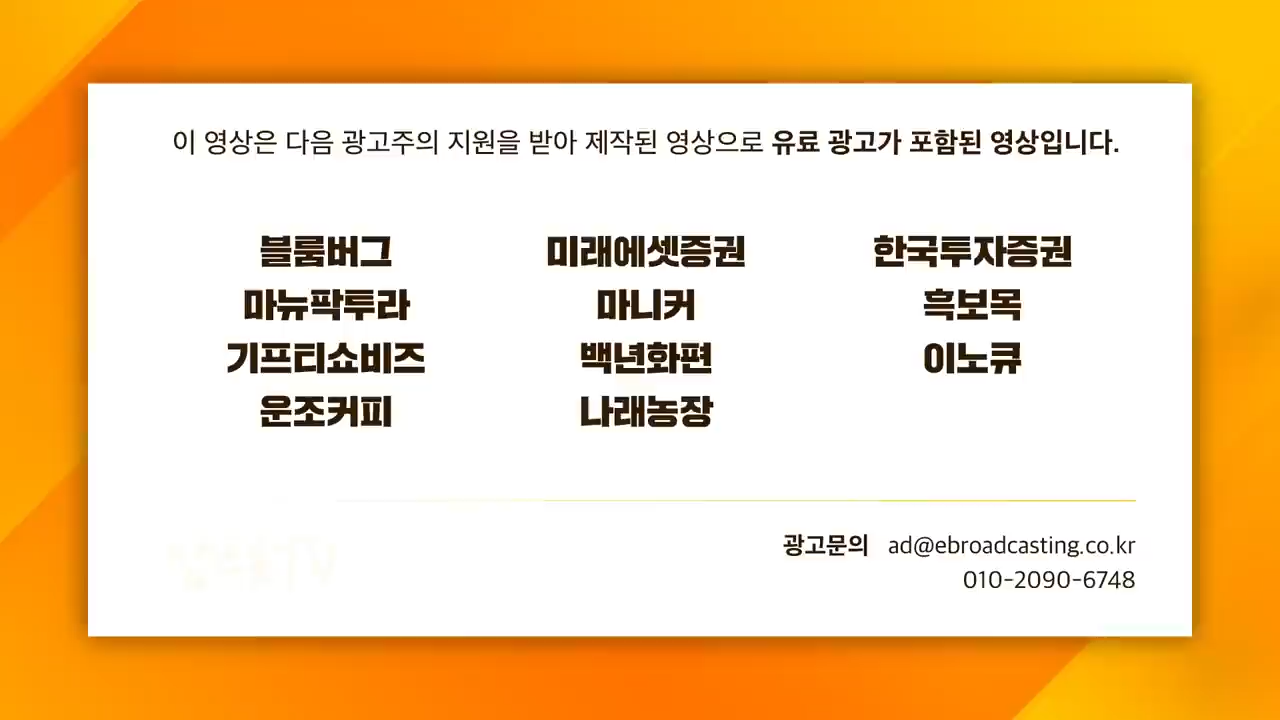 이 영상은 다음 광고주의 지원을 받아 제작된 영상으로 유료 광고가 포함된 영상입니다.
블룸버그 미래에셋증권 한국투자증권
마뉴팍투라 마니커 흑보목
기프티쇼비즈 백년화편 이노큐
운조커피 나래농장
광고문의 ad@ebroadcasting.co.kr
010-2090-6748